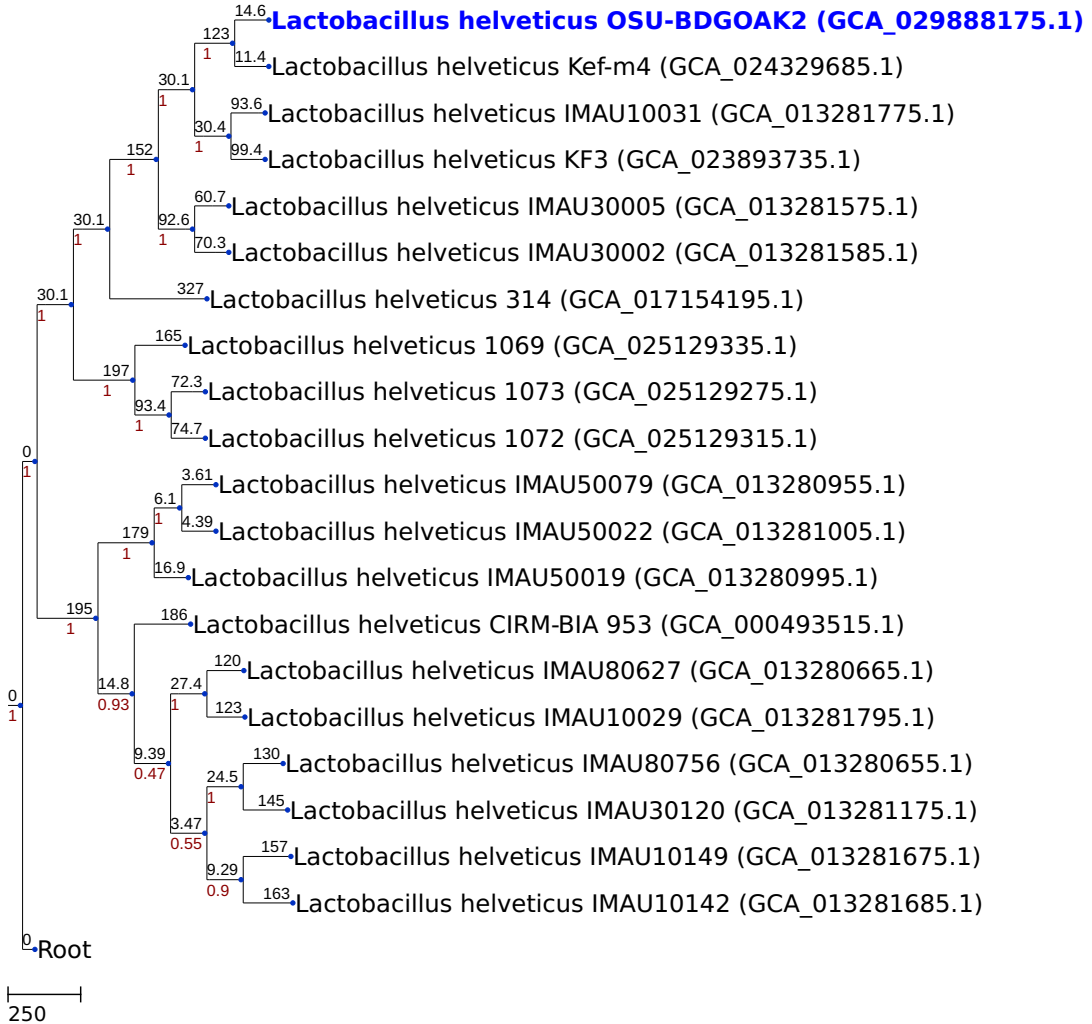 14.6
Lactobacillus helveticus OSU-BDGOAK2 (GCA_029888175.1)
123
1
11.4
Lactobacillus helveticus Kef-m4 (GCA_024329685.1)
30.1
1
93.6
Lactobacillus helveticus IMAU10031 (GCA_013281775.1)
30.4
1
99.4
Lactobacillus helveticus KF3 (GCA_023893735.1)
152
1
60.7
Lactobacillus helveticus IMAU30005 (GCA_013281575.1)
92.6
1
70.3
Lactobacillus helveticus IMAU30002 (GCA_013281585.1)
30.1
1
327
Lactobacillus helveticus 314 (GCA_017154195.1)
30.1
1
165
Lactobacillus helveticus 1069 (GCA_025129335.1)
197
1
72.3
Lactobacillus helveticus 1073 (GCA_025129275.1)
93.4
1
74.7
Lactobacillus helveticus 1072 (GCA_025129315.1)
0
1
3.61
Lactobacillus helveticus IMAU50079 (GCA_013280955.1)
6.1
1
4.39
Lactobacillus helveticus IMAU50022 (GCA_013281005.1)
179
1
16.9
Lactobacillus helveticus IMAU50019 (GCA_013280995.1)
195
1
186
Lactobacillus helveticus CIRM-BIA 953 (GCA_000493515.1)
14.8
0.93
120
Lactobacillus helveticus IMAU80627 (GCA_013280665.1)
27.4
1
123
Lactobacillus helveticus IMAU10029 (GCA_013281795.1)
0
1
9.39
0.47
130
Lactobacillus helveticus IMAU80756 (GCA_013280655.1)
24.5
1
145
Lactobacillus helveticus IMAU30120 (GCA_013281175.1)
3.47
0.55
157
Lactobacillus helveticus IMAU10149 (GCA_013281675.1)
9.29
0.9
163
Lactobacillus helveticus IMAU10142 (GCA_013281685.1)
0
Root
250